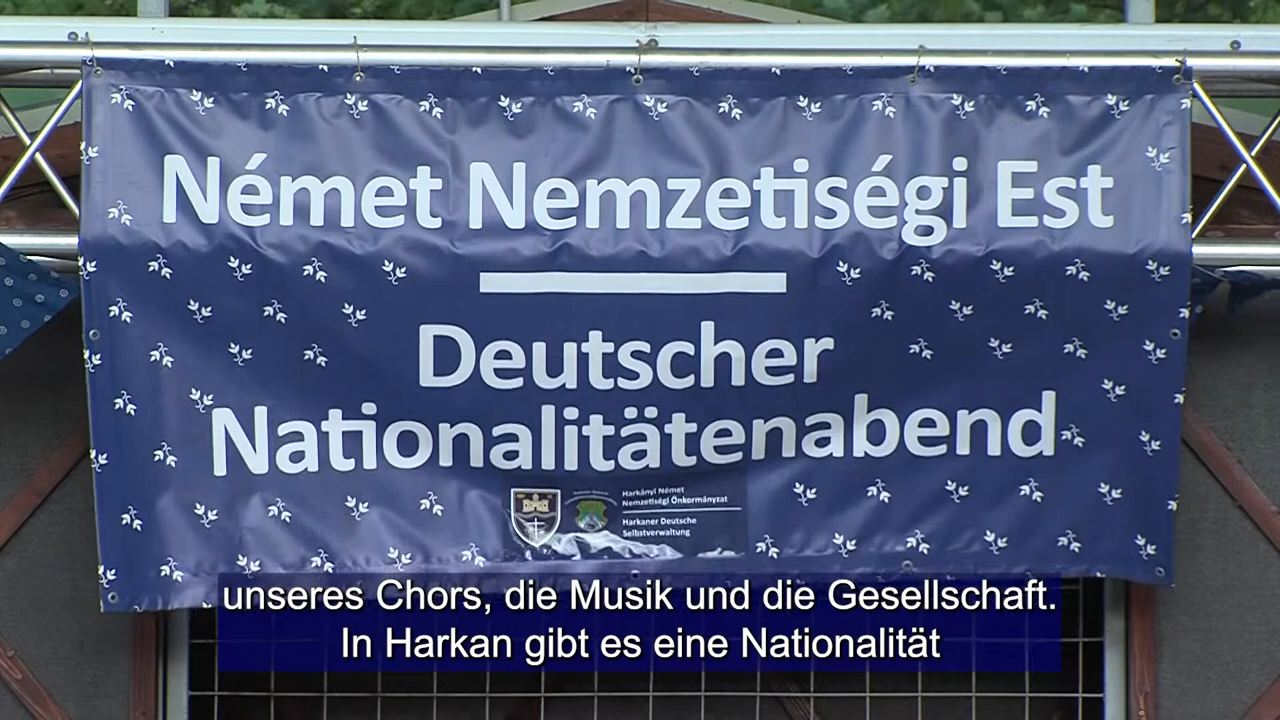 Német Nemzetiségi Est
Deutscher
Nationalitätenabend
Harkányi Német
Nemzetiségi Önkormányzat
Harkaner Deutsche
Selbstverwaltung
unseres Chors, die Musik und die Gesellschaft.
In Harkan gibt es eine Nationalität